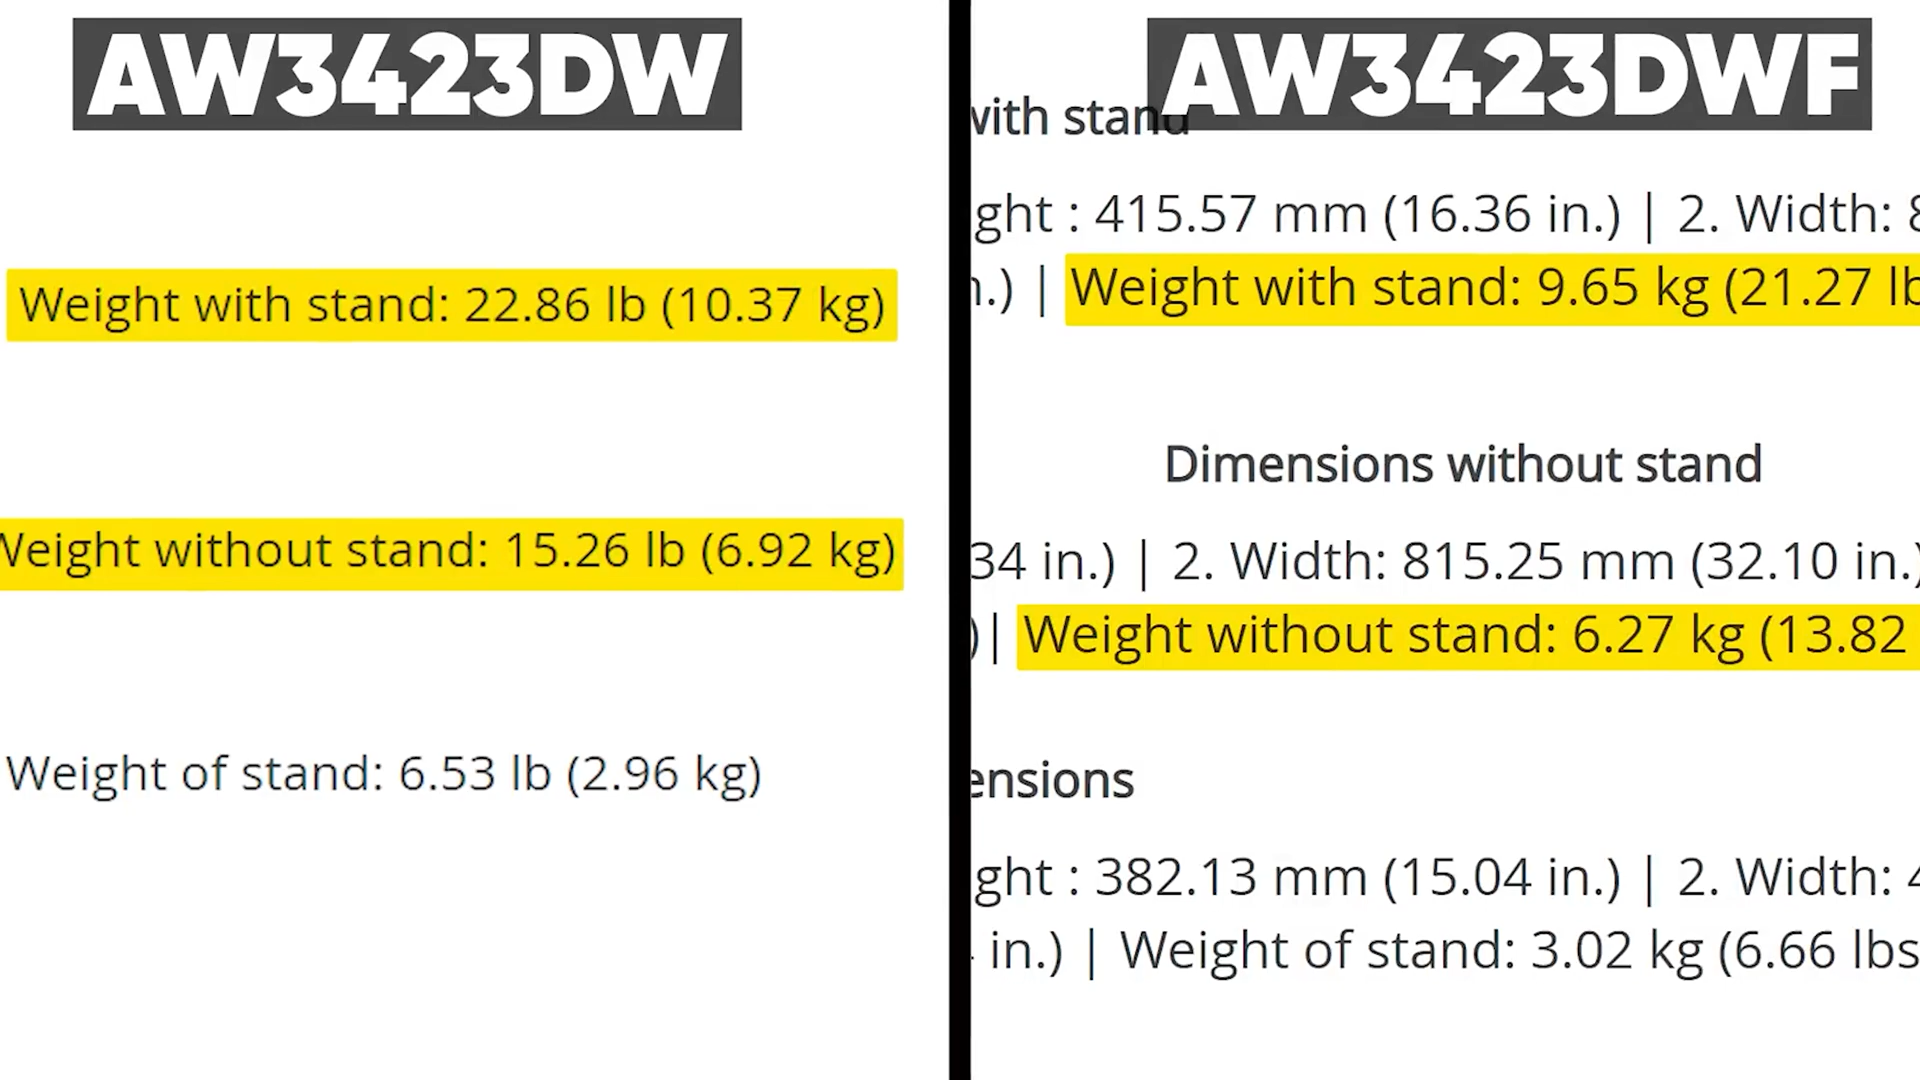 AW3423DW
Weight with stand: 22.86 lb (10.37 kg)
Weight without stand: 15.26 lb (6.92 kg)
Weight of stand: 6.53 lb (2.96 kg)
AW3423DWF
with stand
ght : 415.57 mm (16.36 in.) | 2. Width: 8
n.) | Weight with stand: 9.65 kg (21.27 lb
Dimensions without stand
34 in.) | 2. Width: 815.25 mm (32.10 in.)
)| Weight without stand: 6.27 kg (13.82
ensions
ght : 382.13 mm (15.04 in.) | 2. Width: 4
in.) | Weight of stand: 3.02 kg (6.66 lbs